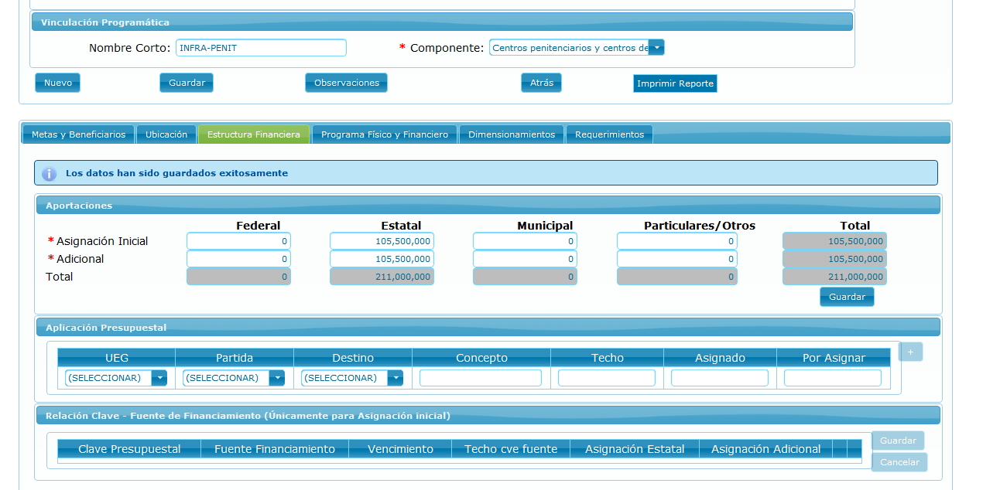 Vinculación Programática
Nombre Corto: INFRA-PENIT * Componente: Centros penitenciarios y centros de
Nuevo Guardar Observaciones Atrás Imprimir Reporte
Metas y Beneficiarios Ubicación Estructura Financiera Programa Físico y Financiero Dimensionamientos Requerimientos
Los datos han sido guardados exitosamente
Aportaciones
Federal Estatal Municipal Particulares/Otros Total
* Asignación Inicial 0 105,500,000 0 0 105,500,000
* Adicional 0 105,500,000 0 0 105,500,000
Total 0 211,000,000 0 0 211,000,000
Guardar
Aplicación Presupuestal
UEG Partida Destino Concepto Techo Asignado Por Asignar +
(SELECCIONAR) (SELECCIONAR) (SELECCIONAR)
Relación Clave - Fuente de Financiamiento (Únicamente para Asignación inicial)
Clave Presupuestal Fuente Financiamiento Vencimiento Techo cve fuente Asignación Estatal Asignación Adicional
Guardar
Cancelar